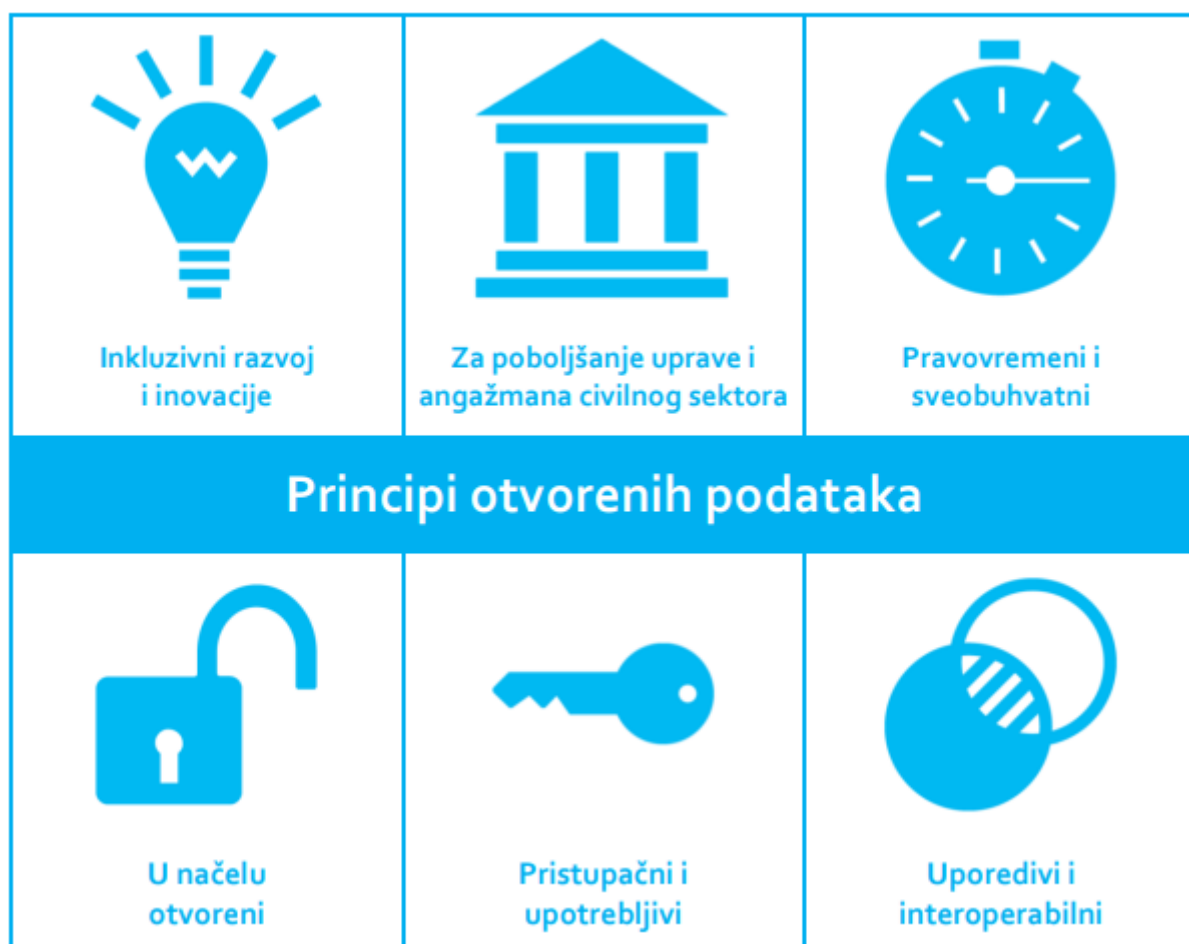 Inkluzivni razvoj
i inovacije
Za poboljšanje uprave i
angažmana civilnog sektora
Pravovremeni i
sveobuhvatni
Principi otvorenih podataka
U načelu
otvoreni
Pristupačni i
upotrebljivi
Uporedivi i
interoperabilni